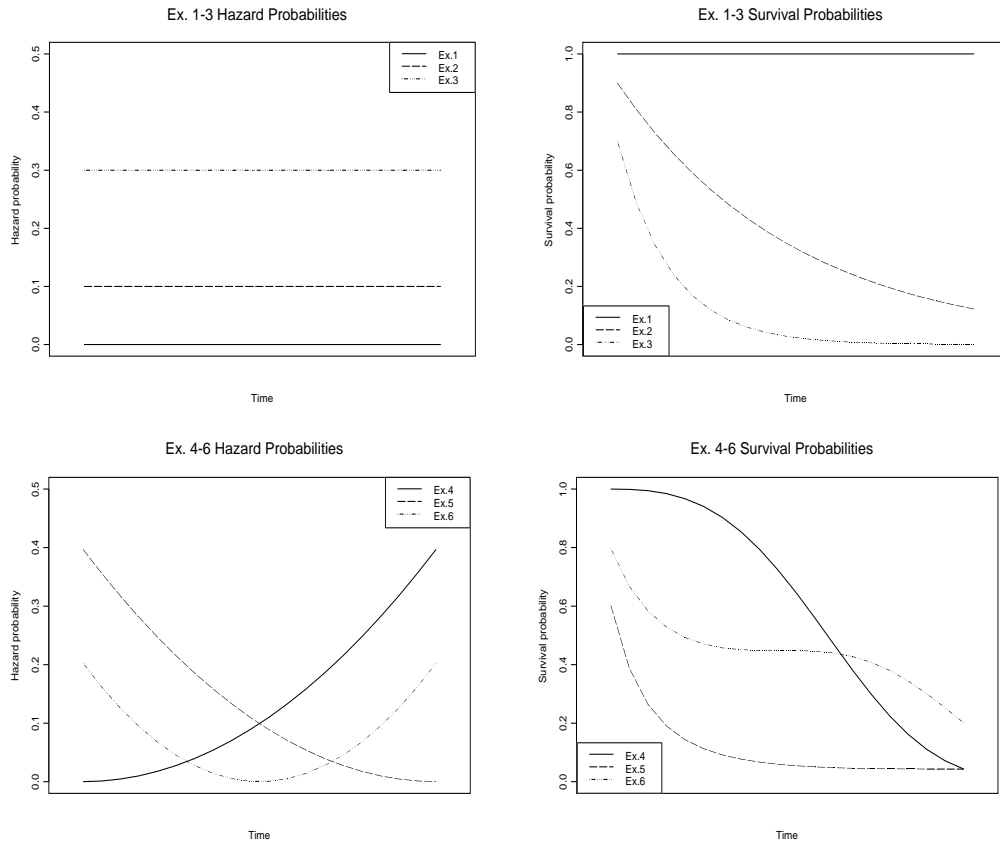 Ex. 1-3 Hazard Probabilities
Hazard probability
0.5
0.4
0.3
0.2
0.1
0.0
Ex.1
Ex.2
Ex.3
Time
Ex. 1-3 Survival Probabilities
Survival probability
1.0
0.8
0.6
0.4
0.2
0.0
Ex.1
Ex.2
Ex.3
Time
Ex. 4-6 Hazard Probabilities
Hazard probability
0.5
0.4
0.3
0.2
0.1
0.0
Ex.4
Ex.5
Ex.6
Time
Ex. 4-6 Survival Probabilities
Survival probability
1.0
0.8
0.6
0.4
0.2
0.0
Ex.4
Ex.5
Ex.6
Time